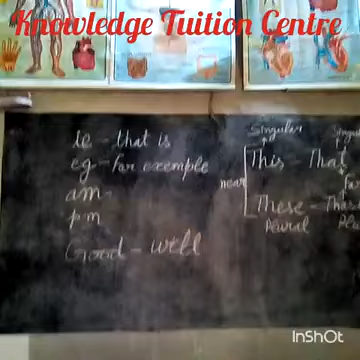 Knowledge Tuition Centre
ie - that is
eg - for exemple
am -
pm
Good - well
Singular
This - That
near
far
These - Those
Plural
InShOt